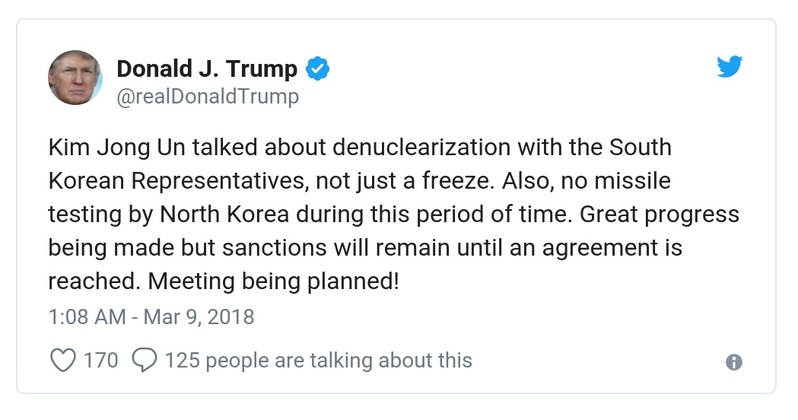 Donald J. Trump
@realDonaldTrump
Kim Jong Un talked about denuclearization with the South
Korean Representatives, not just a freeze. Also, no missile
testing by North Korea during this period of time. Great progress
being made but sanctions will remain until an agreement is
reached. Meeting being planned!
1:08 AM - Mar 9, 2018
170 125 people are talking about this